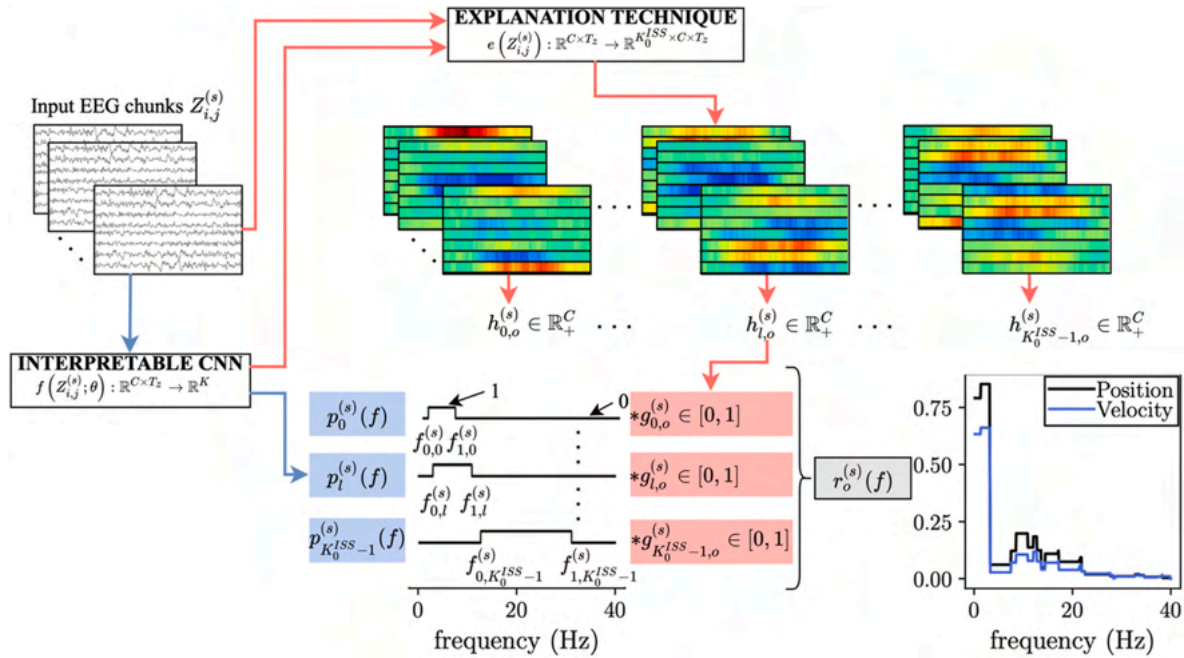 EXPLANATION TECHNIQUE
e (Z_{i,j}^{(s)}) : ℝ^{C×T_z} → ℝ^{K_0^{ISS}×C×T_z}
Input EEG chunks Z_{i,j}^{(s)}
h_{0,o}^{(s)} ∈ ℝ_+^C · · · h_{l,o}^{(s)} ∈ ℝ_+^C · · · h_{K_0^{ISS}-1,o}^{(s)} ∈ ℝ_+^C
INTERPRETABLE CNN
f (Z_{i,j}^{(s)}; θ) : ℝ^{C×T_z} → ℝ^K
1
0
p_0^{(s)}(f)
f_{0,0}^{(s)} f_{1,0}^{(s)}
*g_{0,o}^{(s)} ∈ [0, 1]
p_l^{(s)}(f)
f_{0,l}^{(s)} f_{1,l}^{(s)}
*g_{l,o}^{(s)} ∈ [0, 1]
p_{K_0^{ISS}-1}^{(s)}(f)
f_{0,K_0^{ISS}-1}^{(s)} f_{1,K_0^{ISS}-1}^{(s)}
*g_{K_0^{ISS}-1,o}^{(s)} ∈ [0, 1]
0 20 40
frequency (Hz)
r_o^{(s)}(f)
Position
Velocity
0.75
0.50
0.25
0.00
0 20 40
frequency (Hz)